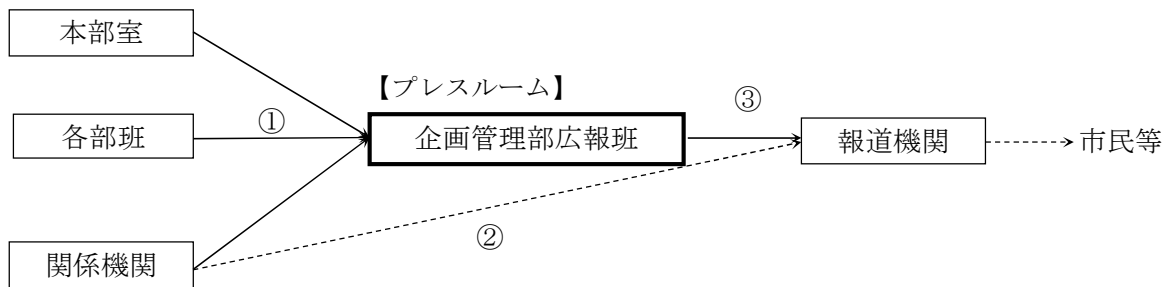 本部室
【プレスルーム】
③
各部班
①
企画管理部広報班
報道機関
市民等
②
関係機関